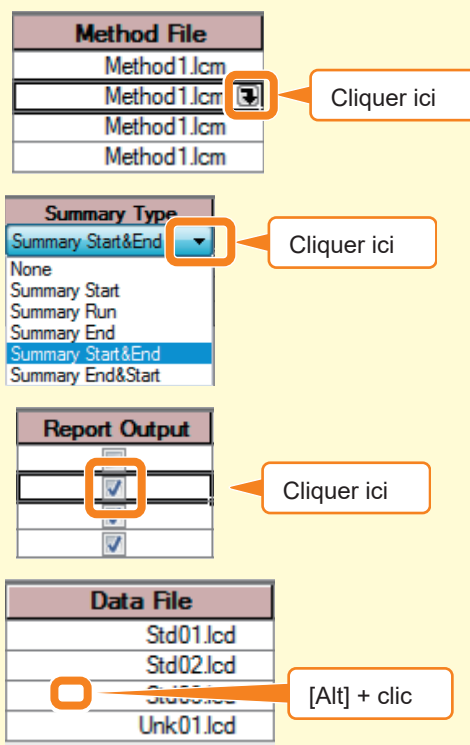 Method File
Method1.lcm
Method1.lcm
Cliquer ici
Method1.lcm
Method1.lcm
Summary Type
Summary Start&End
Cliquer ici
None
Summary Start
Summary Run
Summary End
Summary Start&End
Summary End&Start
Report Output
Cliquer ici
Data File
Std01.lcd
Std02.lcd
Std03.lcd
[Alt] + clic
Unk01.lcd